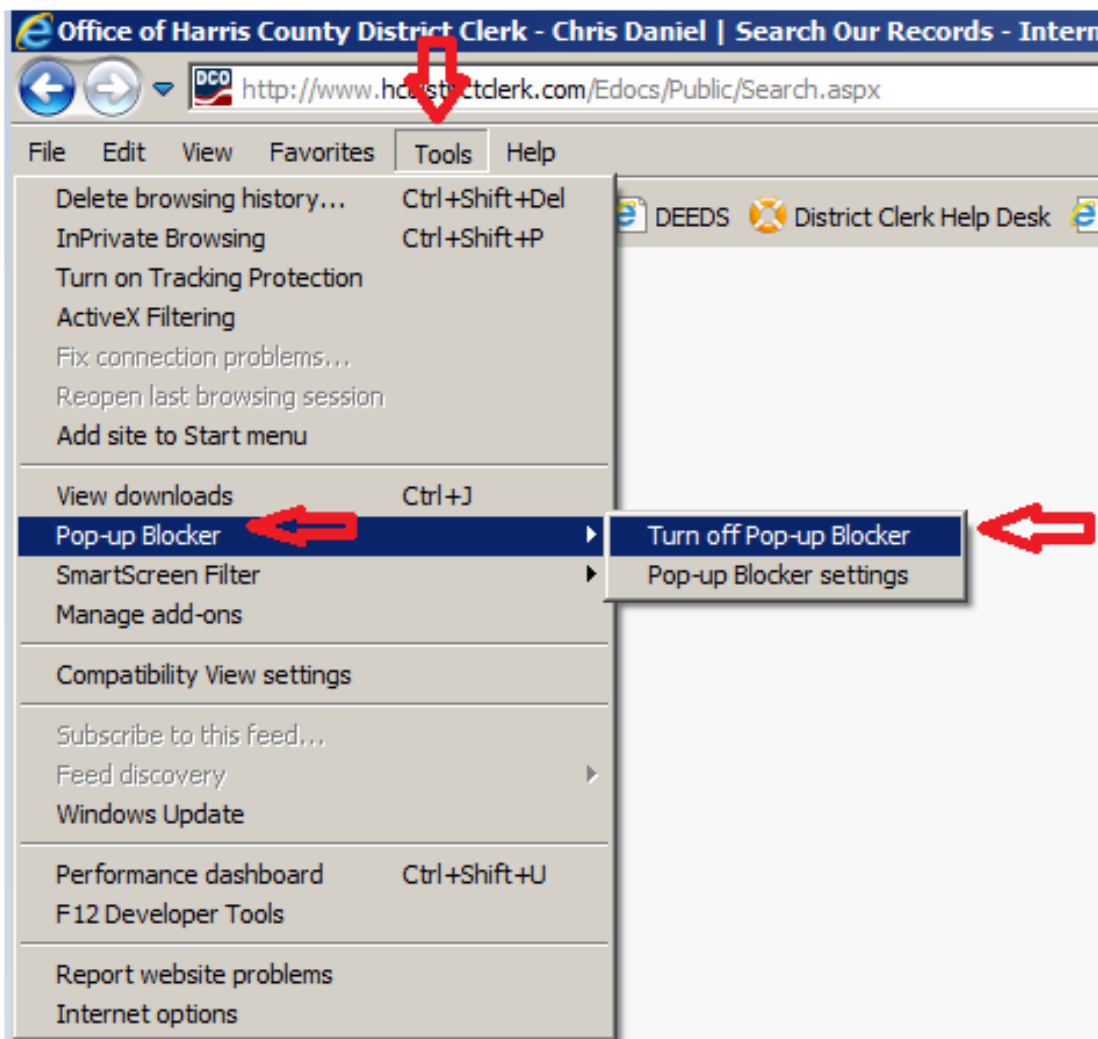 Office of Harris County District Clerk - Chris Daniel | Search Our Records - Intern
DCO http://www.hcdistrictclerk.com/Edocs/Public/Search.aspx
File Edit View Favorites Tools Help
DEEDS District Clerk Help Desk
Delete browsing history... Ctrl+Shift+Del
InPrivate Browsing Ctrl+Shift+P
Turn on Tracking Protection
ActiveX Filtering
Fix connection problems...
Reopen last browsing session
Add site to Start menu
View downloads Ctrl+J
Pop-up Blocker
Turn off Pop-up Blocker
SmartScreen Filter
Pop-up Blocker settings
Manage add-ons
Compatibility View settings
Subscribe to this feed...
Feed discovery
Windows Update
Performance dashboard Ctrl+Shift+U
F12 Developer Tools
Report website problems
Internet options